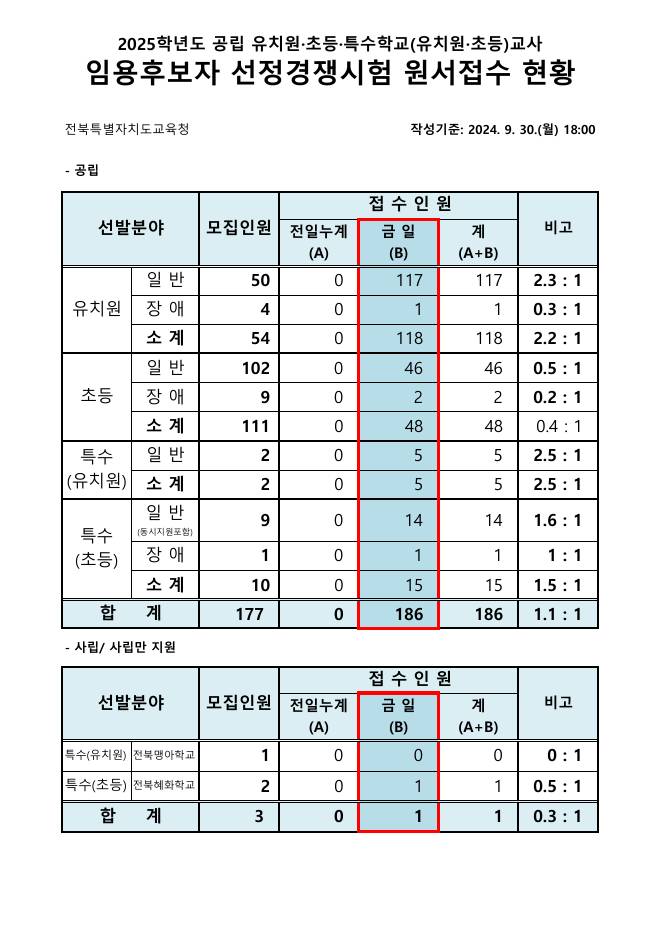 2025학년도 공립 유치원·초등·특수학교(유치원·초등)교사
임용후보자 선정경쟁시험 원서접수 현황
전북특별자치도교육청 작성기준: 2024. 9. 30.(월) 18:00
- 공립
선발분야 모집인원 접 수 인 원 비고
전일누계 (A) 금 일 (B) 계 (A+B)
유치원 일 반 50 0 117 117 2.3 : 1
장 애 4 0 1 1 0.3 : 1
소 계 54 0 118 118 2.2 : 1
초등 일 반 102 0 46 46 0.5 : 1
장 애 9 0 2 2 0.2 : 1
소 계 111 0 48 48 0.4 : 1
특수 (유치원) 일 반 2 0 5 5 2.5 : 1
소 계 2 0 5 5 2.5 : 1
특수 (초등) 일 반 (동시지원포함) 9 0 14 14 1.6 : 1
장 애 1 0 1 1 1 : 1
소 계 10 0 15 15 1.5 : 1
합 계 177 0 186 186 1.1 : 1
- 사립/ 사립만 지원
선발분야 모집인원 접 수 인 원 비고
전일누계 (A) 금 일 (B) 계 (A+B)
특수(유치원) 전북맹아학교 1 0 0 0 0 : 1
특수(초등) 전북혜화학교 2 0 1 1 0.5 : 1
합 계 3 0 1 1 0.3 : 1